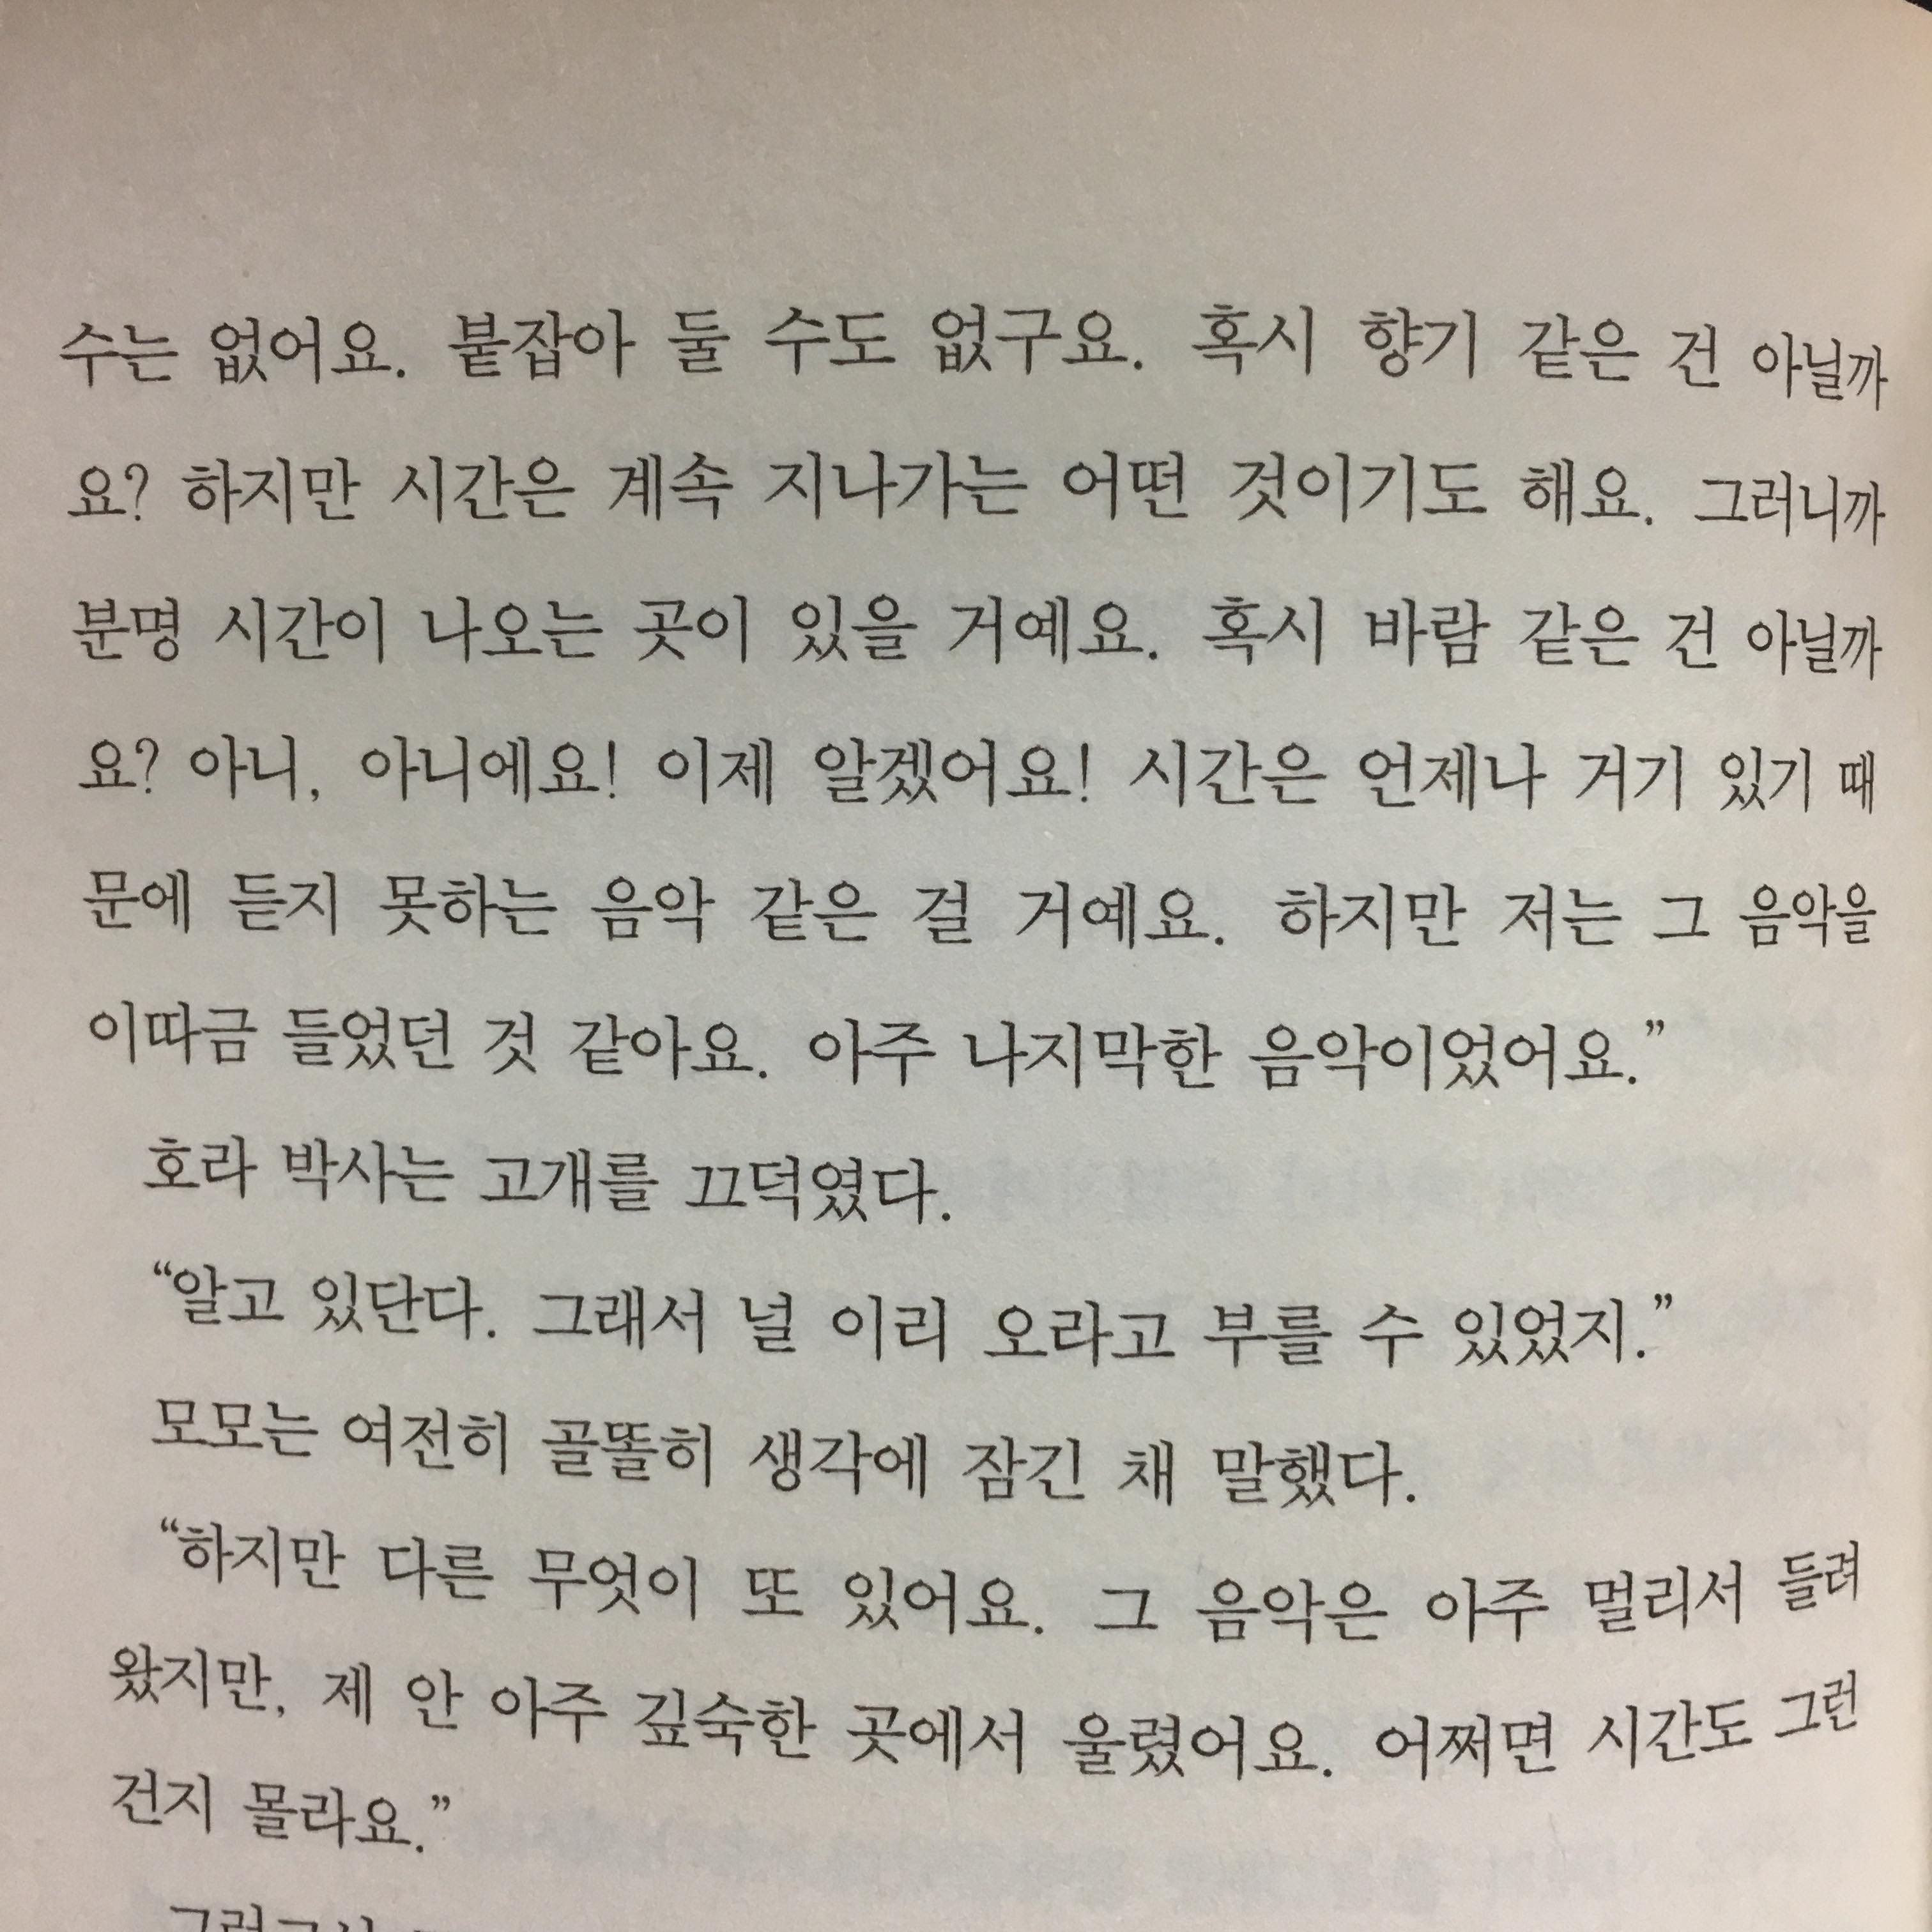 수는 없어요. 붙잡아 둘 수도 없구요. 혹시 향기 같은 건 아닐까
요? 하지만 시간은 계속 지나가는 어떤 것이기도 해요. 그러니까
분명 시간이 나오는 곳이 있을 거예요. 혹시 바람 같은 건 아닐까
요? 아니, 아니에요! 이제 알겠어요! 시간은 언제나 거기 있기 때
문에 듣지 못하는 음악 같은 걸 거예요. 하지만 저는 그 음악을
이따금 들었던 것 같아요. 아주 나지막한 음악이었어요.”
호라 박사는 고개를 끄덕였다.
“알고 있단다. 그래서 널 이리 오라고 부를 수 있었지.”
모모는 여전히 골똘히 생각에 잠긴 채 말했다.
“하지만 다른 무엇이 또 있어요. 그 음악은 아주 멀리서 들려
왔지만, 제 안 아주 깊숙한 곳에서 울렸어요. 어쩌면 시간도 그런
건지 몰라요.”